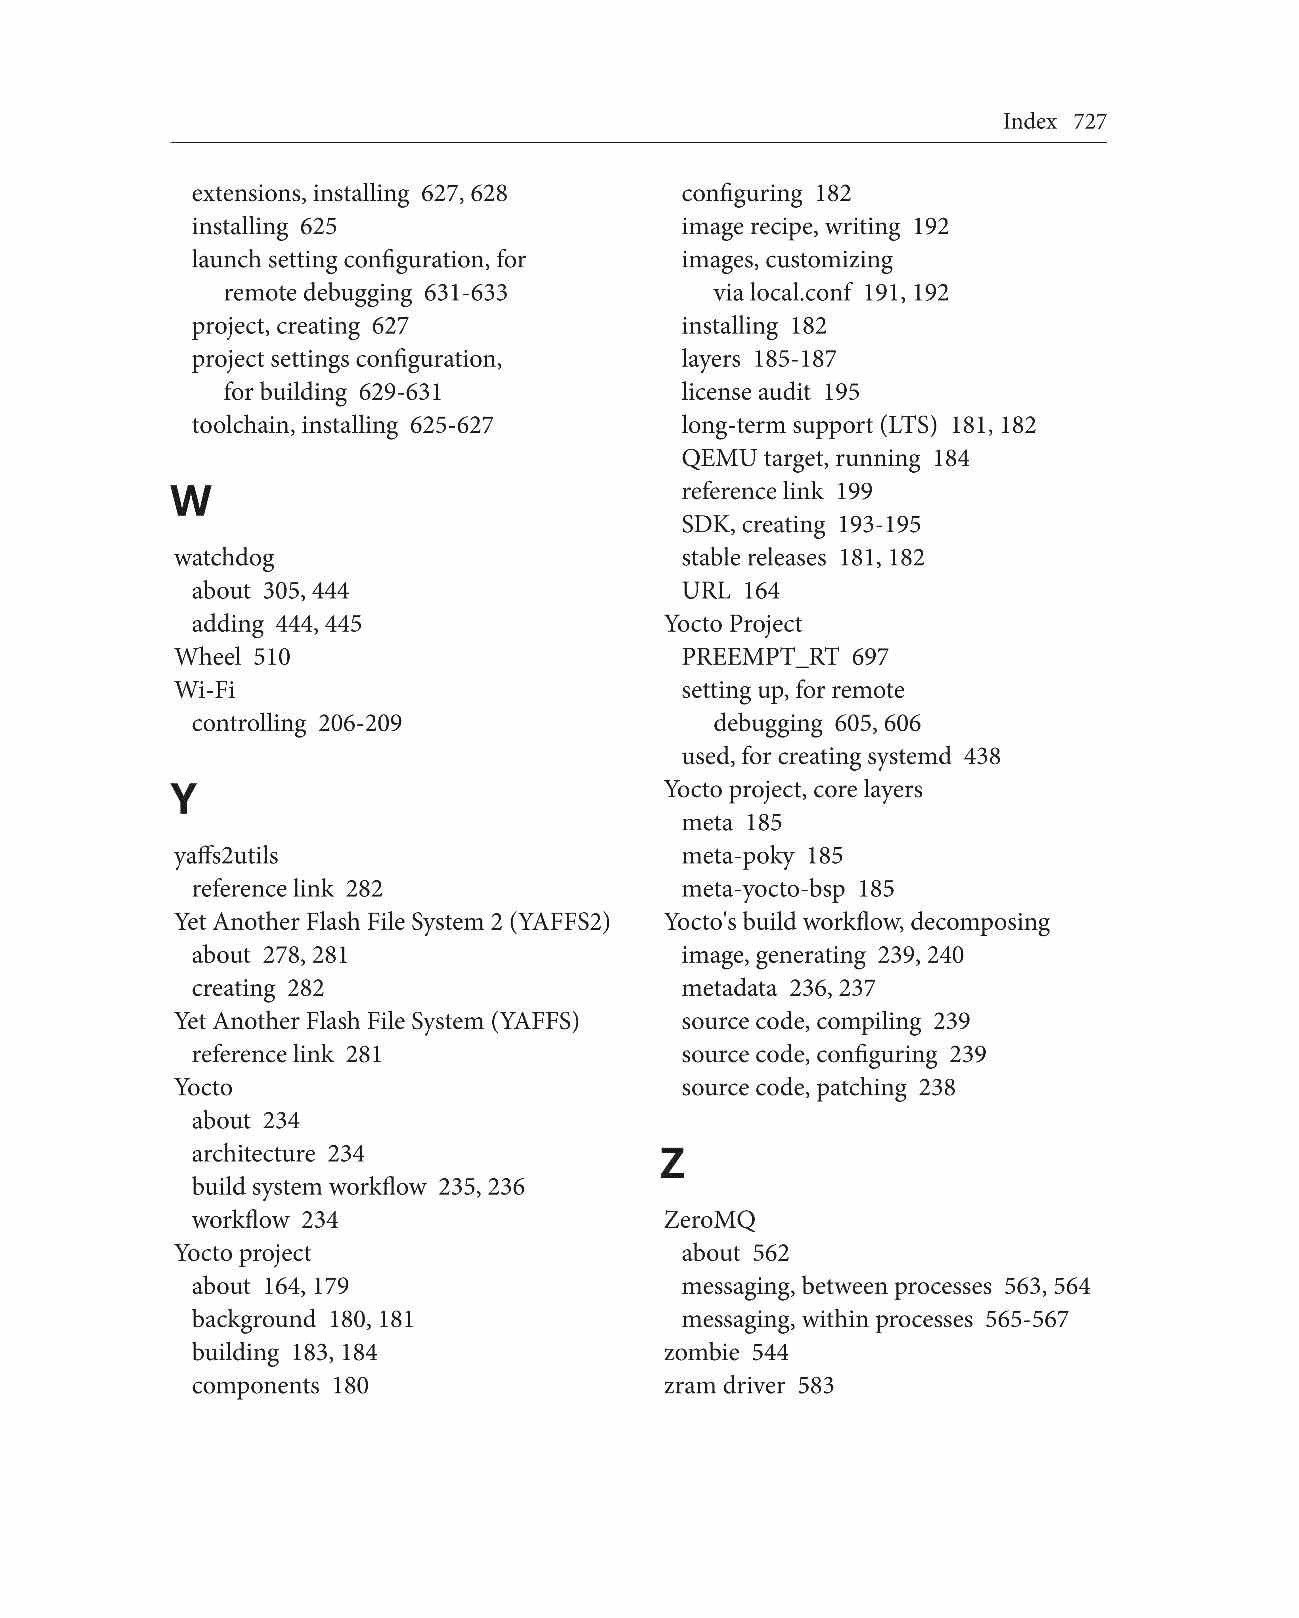 Index 727
extensions, installing 627, 628
installing 625
launch setting configuration, for
remote debugging 631-633
project, creating 627
project settings configuration,
for building 629-631
toolchain, installing 625-627
W
watchdog
about 305, 444
adding 444, 445
Wheel 510
Wi-Fi
controlling 206-209
Y
yaffs2utils
reference link 282
Yet Another Flash File System 2 (YAFFS2)
about 278, 281
creating 282
Yet Another Flash File System (YAFFS)
reference link 281
Yocto
about 234
architecture 234
build system workflow 235, 236
workflow 234
Yocto project
about 164, 179
background 180, 181
building 183, 184
components 180
configuring 182
image recipe, writing 192
images, customizing
via local.conf 191, 192
installing 182
layers 185-187
license audit 195
long-term support (LTS) 181, 182
QEMU target, running 184
reference link 199
SDK, creating 193-195
stable releases 181, 182
URL 164
Yocto Project
PREEMPT_RT 697
setting up, for remote
debugging 605, 606
used, for creating systemd 438
Yocto project, core layers
meta 185
meta-poky 185
meta-yocto-bsp 185
Yocto's build workflow, decomposing
image, generating 239, 240
metadata 236, 237
source code, compiling 239
source code, configuring 239
source code, patching 238
Z
ZeroMQ
about 562
messaging, between processes 563, 564
messaging, within processes 565-567
zombie 544
zram driver 583